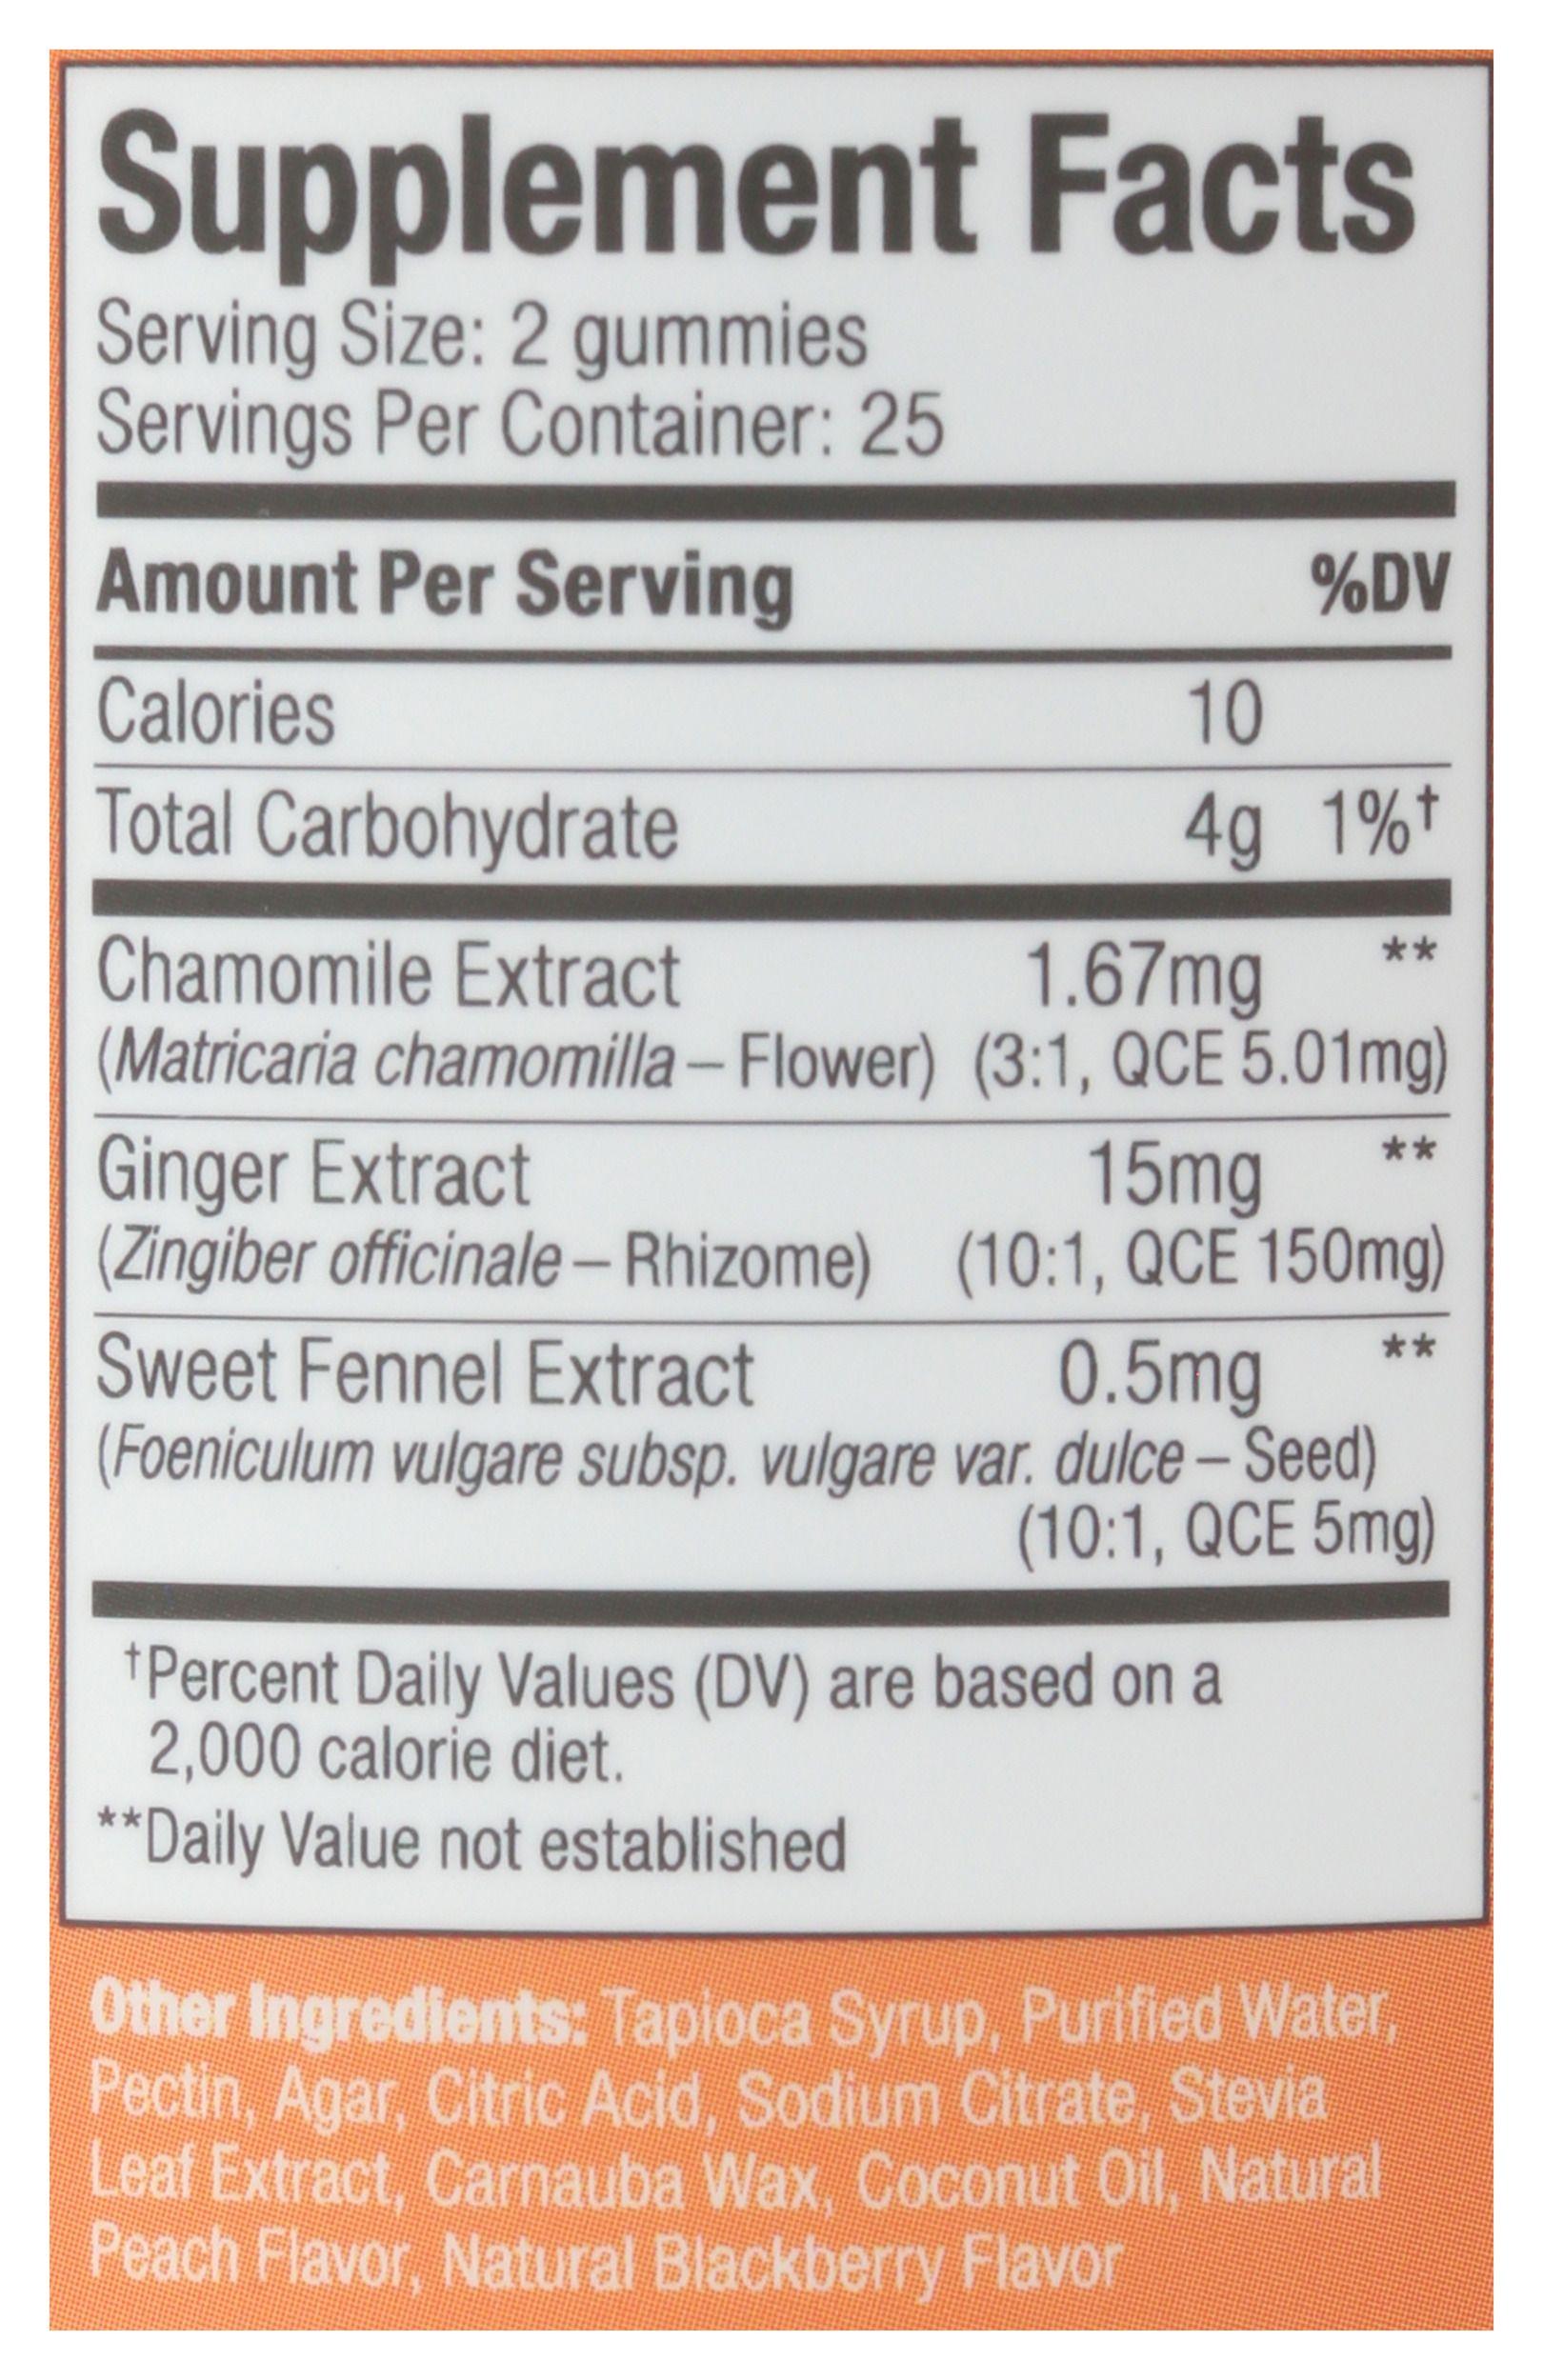 Supplement Facts
Serving Size: 2 gummies
Servings Per Container: 25
Amount Per Serving %DV
Calories 10
Total Carbohydrate 4g 1%†
Chamomile Extract 1.67mg **
(Matricaria chamomilla – Flower) (3:1, QCE 5.01mg)
Ginger Extract 15mg **
(Zingiber officinale – Rhizome) (10:1, QCE 150mg)
Sweet Fennel Extract 0.5mg **
(Foeniculum vulgare subsp. vulgare var. dulce – Seed)
(10:1, QCE 5mg)
†Percent Daily Values (DV) are based on a
2,000 calorie diet.
**Daily Value not established
Other Ingredients: Tapioca Syrup, Purified Water,
Pectin, Agar, Citric Acid, Sodium Citrate, Stevia
Leaf Extract, Carnauba Wax, Coconut Oil, Natural
Peach Flavor, Natural Blackberry Flavor